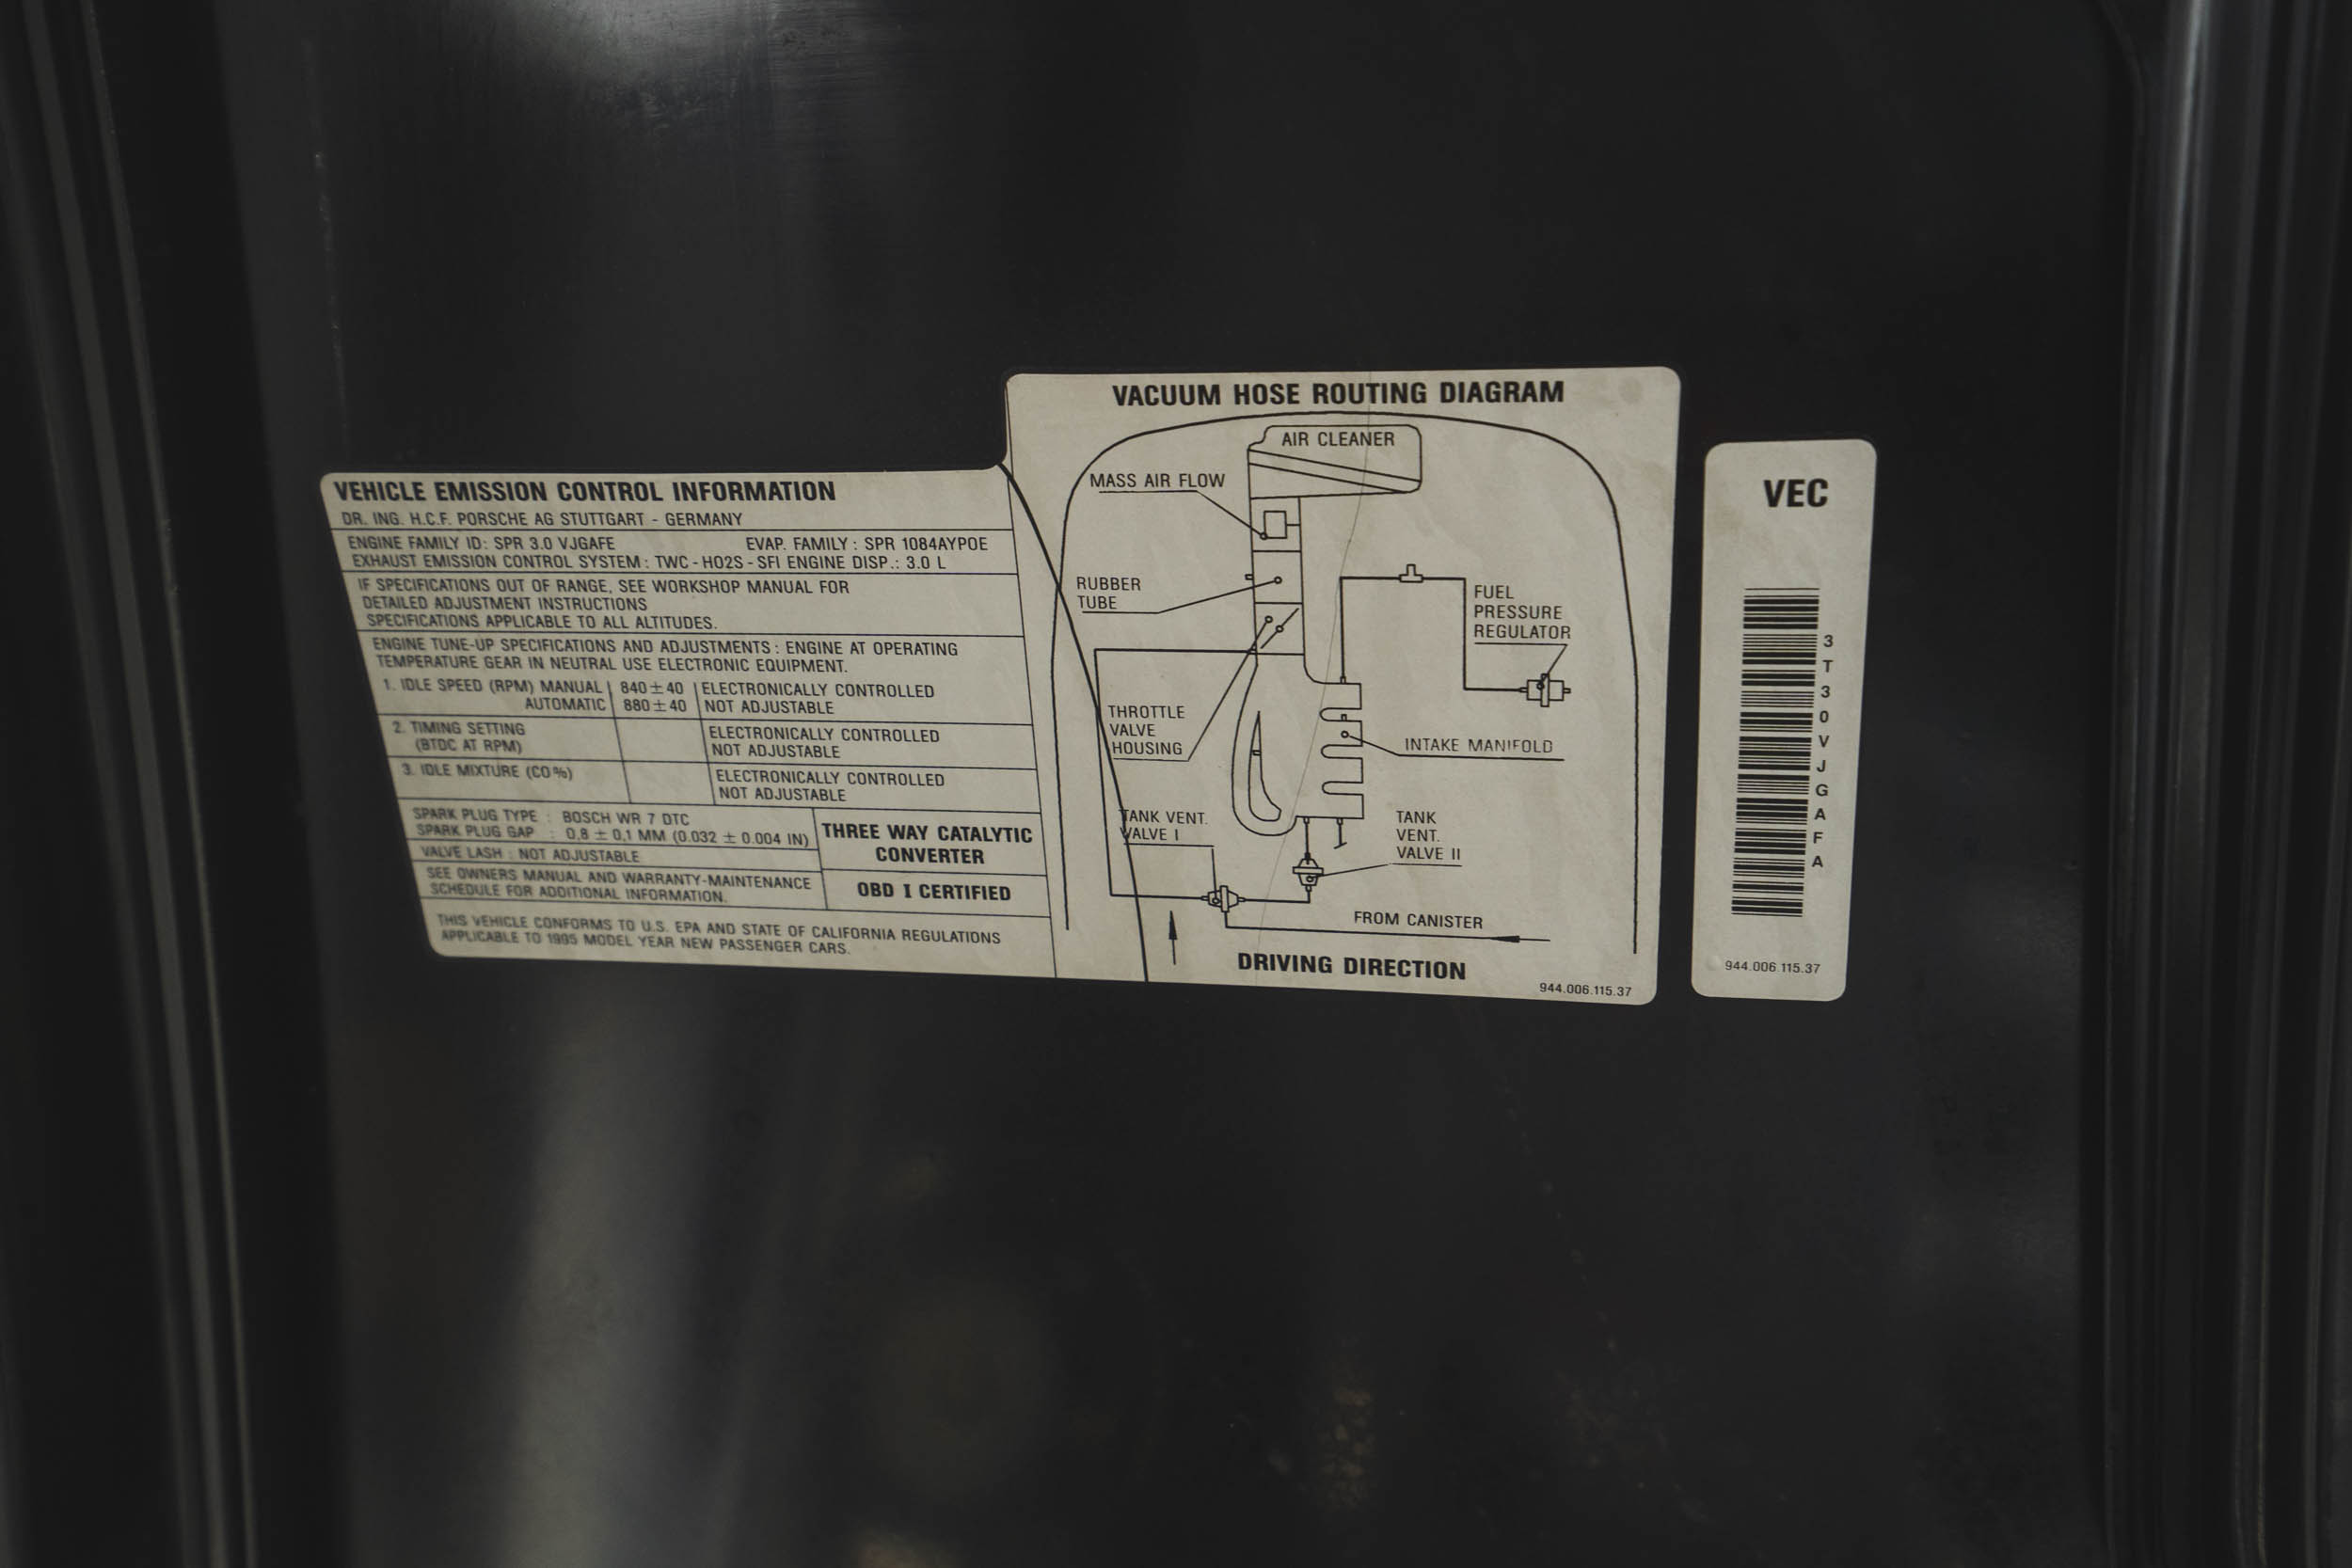 VEHICLE EMISSION CONTROL INFORMATION
DR. ING. H.C.F. PORSCHE AG STUTTGART - GERMANY
ENGINE FAMILY ID: SPR 3.0 VJGAFE EVAP. FAMILY : SPR 1084AYPOE
EXHAUST EMISSION CONTROL SYSTEM : TWC - HO2S - SFI ENGINE DISP.: 3.0 L
IF SPECIFICATIONS OUT OF RANGE, SEE WORKSHOP MANUAL FOR
DETAILED ADJUSTMENT INSTRUCTIONS
SPECIFICATIONS APPLICABLE TO ALL ALTITUDES.
ENGINE TUNE-UP SPECIFICATIONS AND ADJUSTMENTS : ENGINE AT OPERATING
TEMPERATURE GEAR IN NEUTRAL USE ELECTRONIC EQUIPMENT.
1. IDLE SPEED (RPM) MANUAL 840±40 ELECTRONICALLY CONTROLLED
AUTOMATIC 880±40 NOT ADJUSTABLE
2. TIMING SETTING ELECTRONICALLY CONTROLLED
(BTDC AT RPM) NOT ADJUSTABLE
3. IDLE MIXTURE (CO%) ELECTRONICALLY CONTROLLED
NOT ADJUSTABLE
SPARK PLUG TYPE : BOSCH WR 7 DTC
SPARK PLUG GAP : 0,8 ± 0,1 MM (0.032 ± 0.004 IN)
VALVE LASH : NOT ADJUSTABLE
SEE OWNERS MANUAL AND WARRANTY-MAINTENANCE
SCHEDULE FOR ADDITIONAL INFORMATION.
THREE WAY CATALYTIC
CONVERTER
OBD I CERTIFIED
THIS VEHICLE CONFORMS TO U.S. EPA AND STATE OF CALIFORNIA REGULATIONS
APPLICABLE TO 1995 MODEL YEAR NEW PASSENGER CARS.
VACUUM HOSE ROUTING DIAGRAM
AIR CLEANER
MASS AIR FLOW
RUBBER
TUBE
FUEL
PRESSURE
REGULATOR
THROTTLE
VALVE
HOUSING
INTAKE MANIFOLD
TANK VENT.
VALVE I
TANK
VENT.
VALVE II
FROM CANISTER
DRIVING DIRECTION
944.006.115.37
VEC
3T30VJGAFA
944.006.115.37